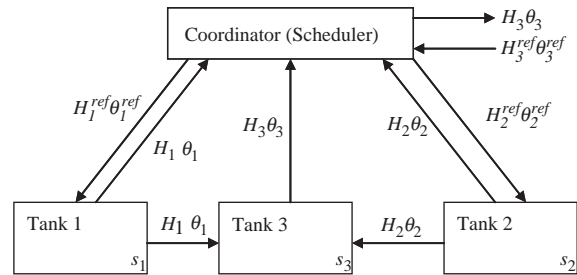 Coordinator (Scheduler)
H₃θ₃
H₃ʳᵉᶠθ₃ʳᵉᶠ
H₁ʳᵉᶠθ₁ʳᵉᶠ
H₁ θ₁
H₃θ₃
H₂θ₂
H₂ʳᵉᶠθ₂ʳᵉᶠ
Tank 1
s₁
H₁ θ₁
Tank 3
s₃
H₂θ₂
Tank 2
s₂